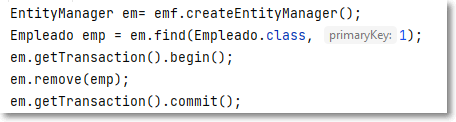 EntityManager em= emf.createEntityManager();
Empleado emp = em.find(Empleado.class, primaryKey: 1);
em.getTransaction().begin();
em.remove(emp);
em.getTransaction().commit();